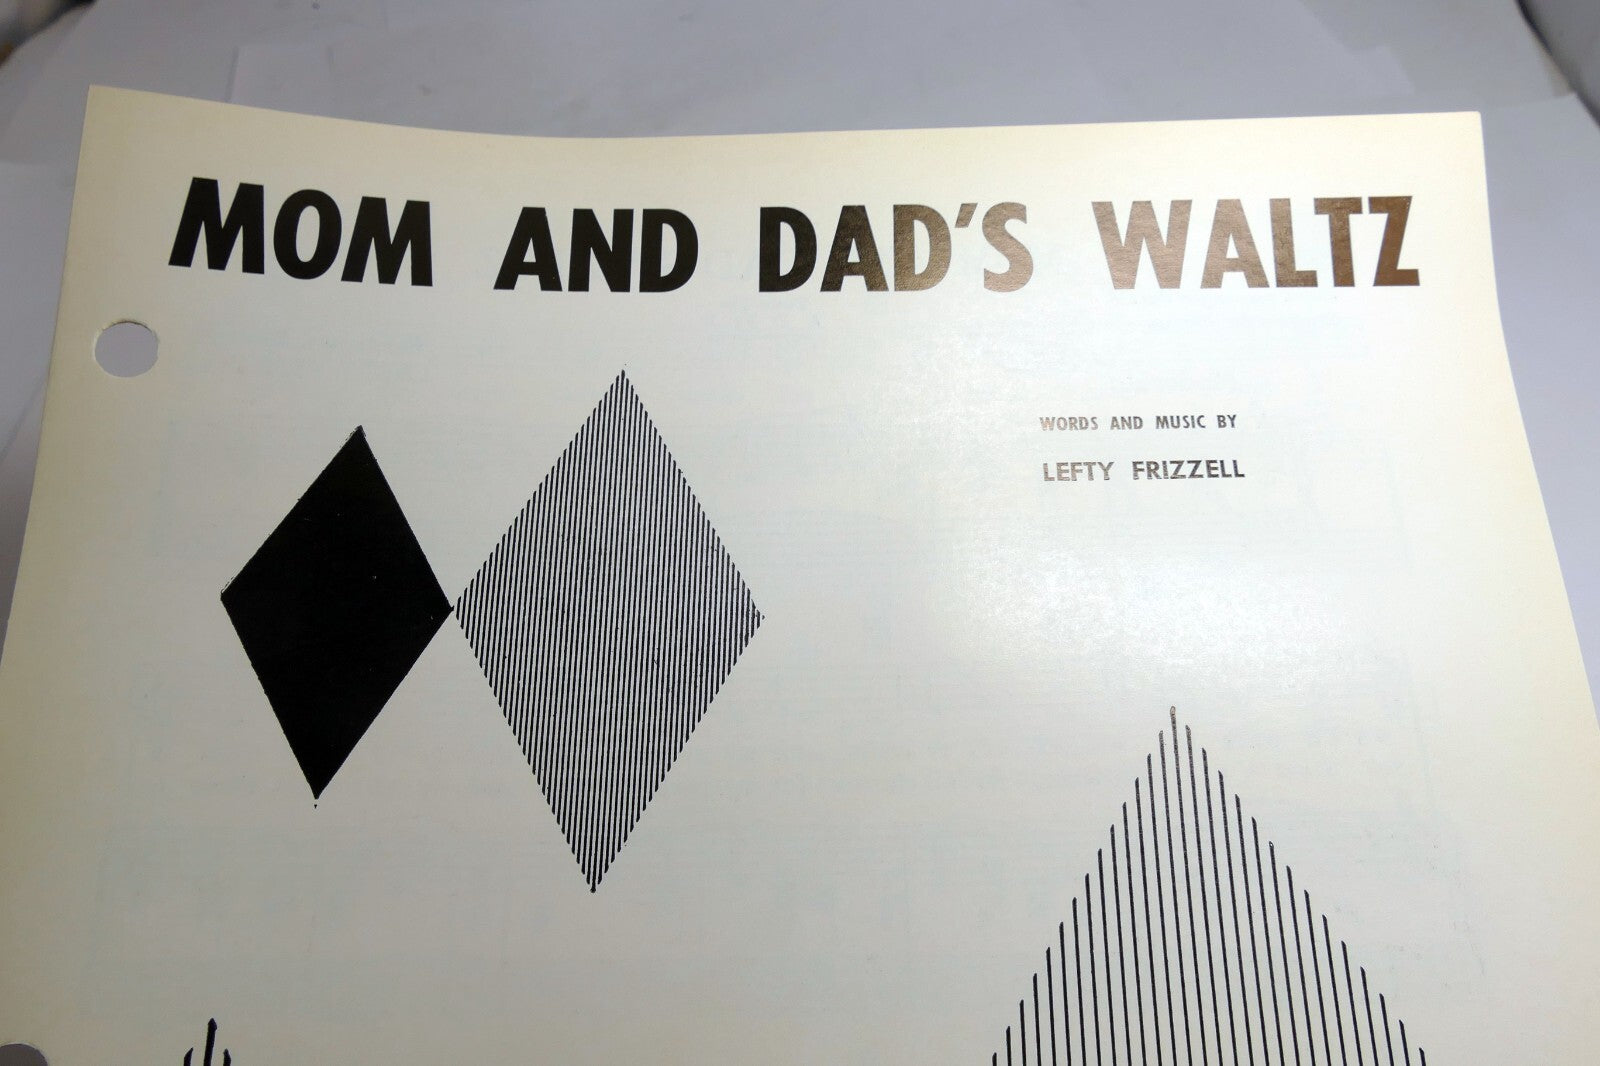 MOM AND DAD'S WALTZ
WORDS AND MUSIC BY
LEFTY FRIZZELL